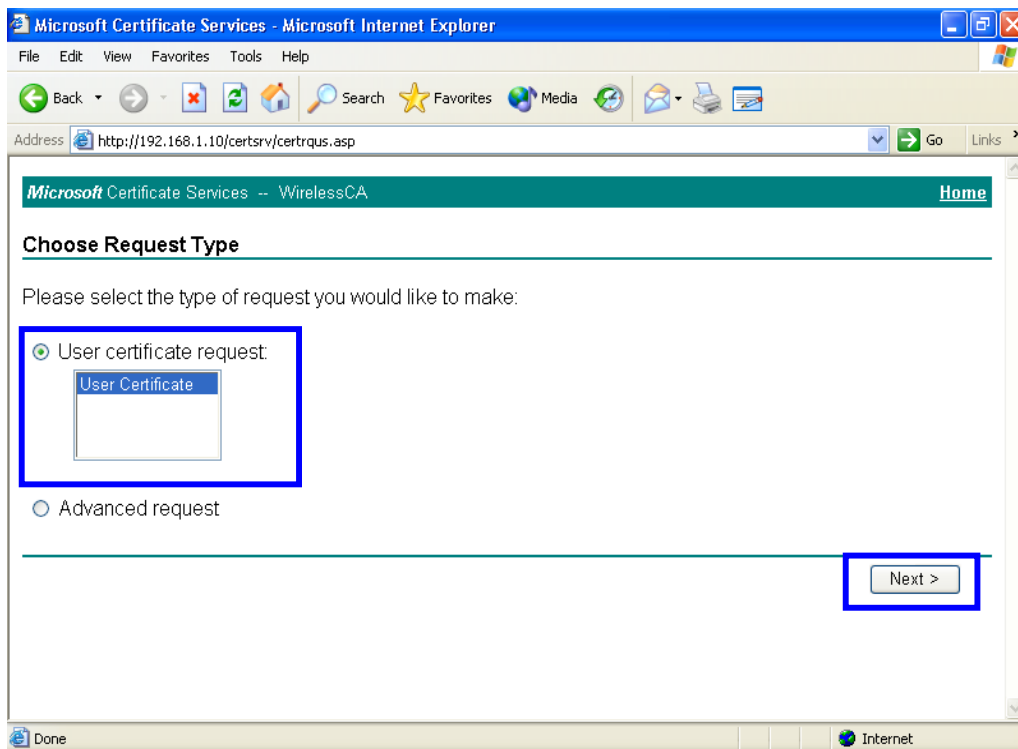 Microsoft Certificate Services - Microsoft Internet Explorer
File Edit View Favorites Tools Help
Back Search Favorites Media
Address http://192.168.1.10/certsrv/certrqus.asp Go Links »
Microsoft Certificate Services -- WirelessCA Home
Choose Request Type
Please select the type of request you would like to make:
User certificate request:
User Certificate
Advanced request
Next >
Done Internet